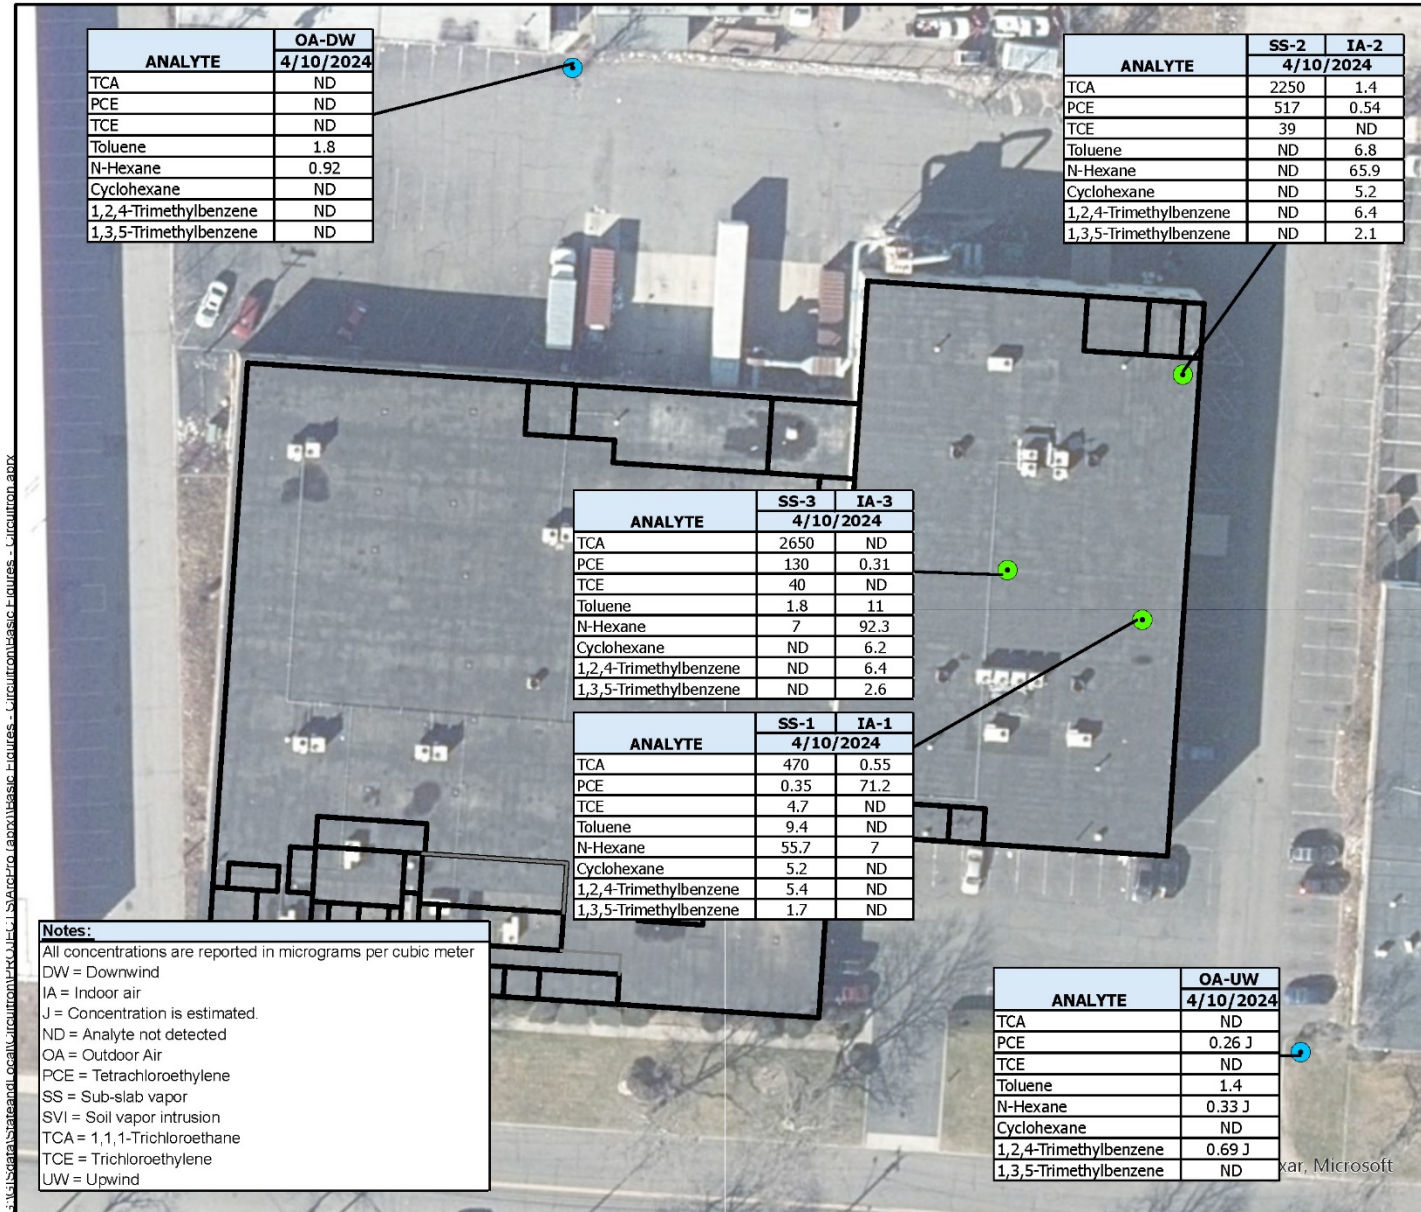 ANALYTE OA-DW
4/10/2024
TCA ND
PCE ND
TCE ND
Toluene 1.8
N-Hexane 0.92
Cyclohexane ND
1,2,4-Trimethylbenzene ND
1,3,5-Trimethylbenzene ND
ANALYTE SS-2 IA-2
4/10/2024
TCA 2250 1.4
PCE 517 0.54
TCE 39 ND
Toluene ND 6.8
N-Hexane ND 65.9
Cyclohexane ND 5.2
1,2,4-Trimethylbenzene ND 6.4
1,3,5-Trimethylbenzene ND 2.1
ANALYTE SS-3 IA-3
4/10/2024
TCA 2650 ND
PCE 130 0.31
TCE 40 ND
Toluene 1.8 11
N-Hexane 7 92.3
Cyclohexane ND 6.2
1,2,4-Trimethylbenzene ND 6.4
1,3,5-Trimethylbenzene ND 2.6
ANALYTE SS-1 IA-1
4/10/2024
TCA 470 0.55
PCE 0.35 71.2
TCE 4.7 ND
Toluene 9.4 ND
N-Hexane 55.7 7
Cyclohexane 5.2 ND
1,2,4-Trimethylbenzene 5.4 ND
1,3,5-Trimethylbenzene 1.7 ND
Notes:
All concentrations are reported in micrograms per cubic meter
DW = Downwind
IA = Indoor air
J = Concentration is estimated.
ND = Analyte not detected
OA = Outdoor Air
PCE = Tetrachloroethylene
SS = Sub-slab vapor
SVI = Soil vapor intrusion
TCA = 1,1,1-Trichloroethane
TCE = Trichloroethylene
UW = Upwind
ANALYTE OA-UW
4/10/2024
TCA ND
PCE 0.26 J
TCE ND
Toluene 1.4
N-Hexane 0.33 J
Cyclohexane ND
1,2,4-Trimethylbenzene 0.69 J
1,3,5-Trimethylbenzene ND
xar, Microsoft